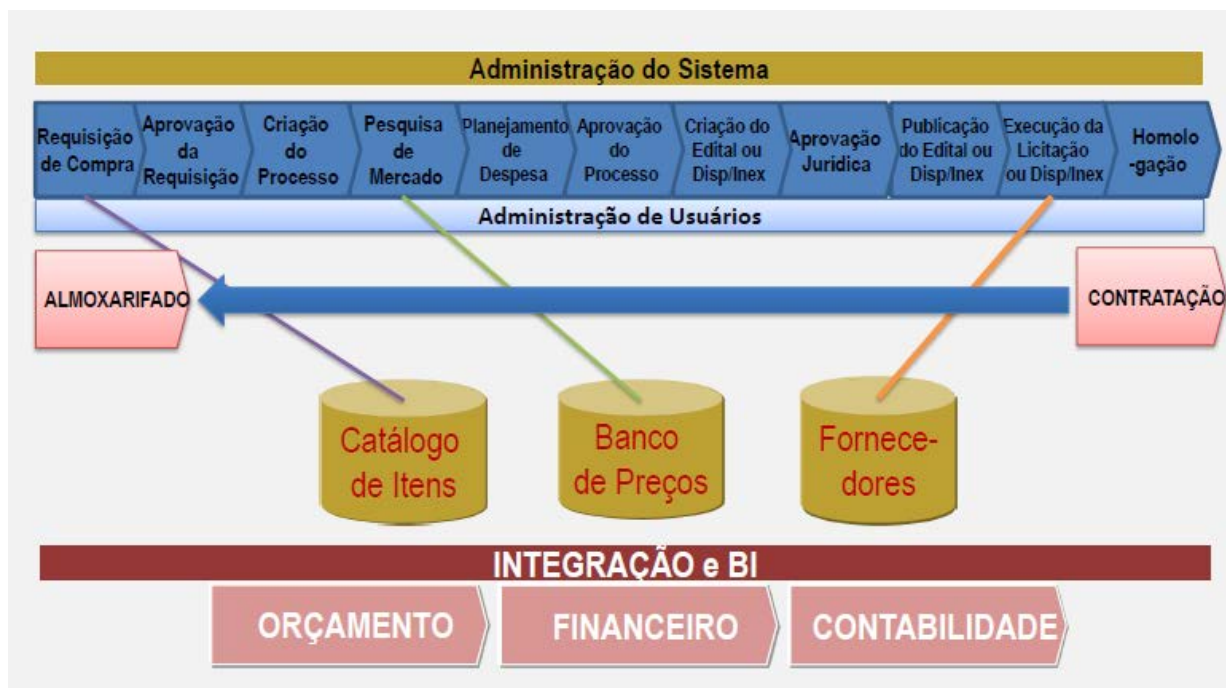 Administração do Sistema
Requisição
de Compra
Aprovação
da
Requisição
Criação
do
Processo
Pesquisa
de
Mercado
Planejamento
de
Despesa
Aprovação
do
Processo
Criação do
Edital ou
Disp/Inex
Aprovação
Jurídica
Publicação
do Edital ou
Disp/Inex
Execução da
Licitação
ou Disp/Inex
Homolo
-gação
Administração de Usuários
ALMOXARIFADO
CONTRATAÇÃO
Catálogo
de Itens
Banco
de Preços
Fornece-
dores
INTEGRAÇÃO e BI
ORÇAMENTO
FINANCEIRO
CONTABILIDADE